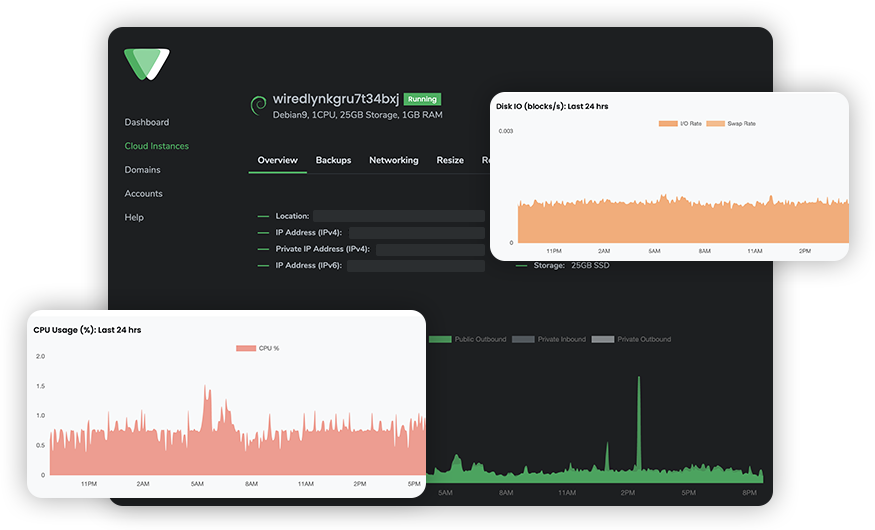 wiredlynkgru7t34bxj Running
Debian9, 1CPU, 25GB Storage, 1GB RAM
Dashboard
Cloud Instances
Domains
Accounts
Help
Overview Backups Networking Resize
Location:
IP Address (IPv4):
Private IP Address (IPv4):
IP Address (IPv6):
Storage: 25GB SSD
Disk IO (blocks/s): Last 24 hrs
I/O Rate Swap Rate
0.003
0
11PM 2AM 5AM 8AM 11AM 2PM
CPU Usage (%): Last 24 hrs
CPU %
2.0
1.5
1.0
0.5
0
11PM 2AM 5AM 8AM 11AM 2PM 5PM
Public Outbound Private Inbound Private Outbound
5AM 8AM 11AM 2PM 5PM 8PM